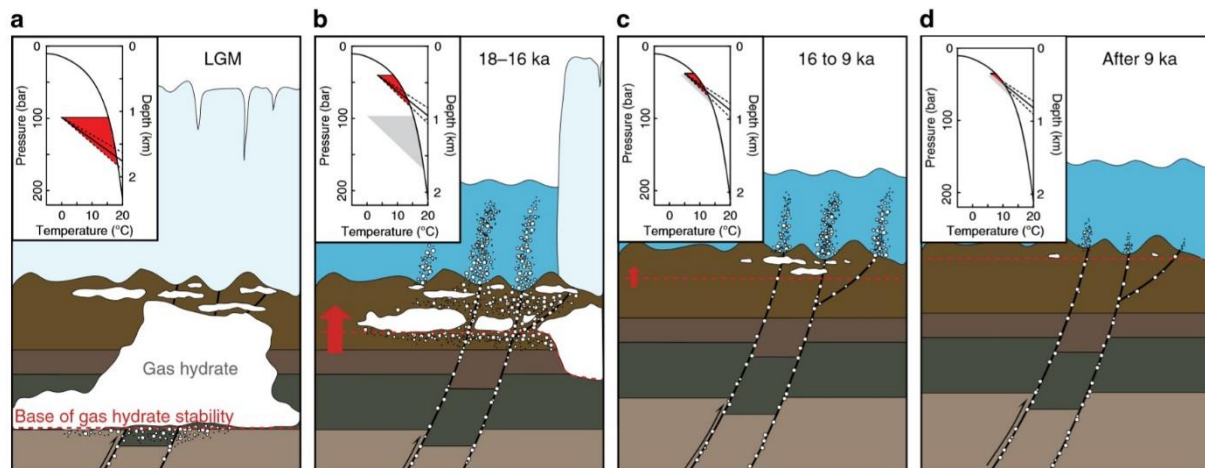 a
LGM
0
100
200
Pressure (bar)
0
1
2
Depth (km)
0 10 20
Temperature (°C)
Gas hydrate
Base of gas hydrate stability
b
18–16 ka
0
100
200
Pressure (bar)
0
1
2
Depth (km)
0 10 20
Temperature (°C)
c
16 to 9 ka
0
100
200
Pressure (bar)
0
1
2
Depth (km)
0 10 20
Temperature (°C)
d
After 9 ka
0
100
200
Pressure (bar)
0
1
2
Depth (km)
0 10 20
Temperature (°C)